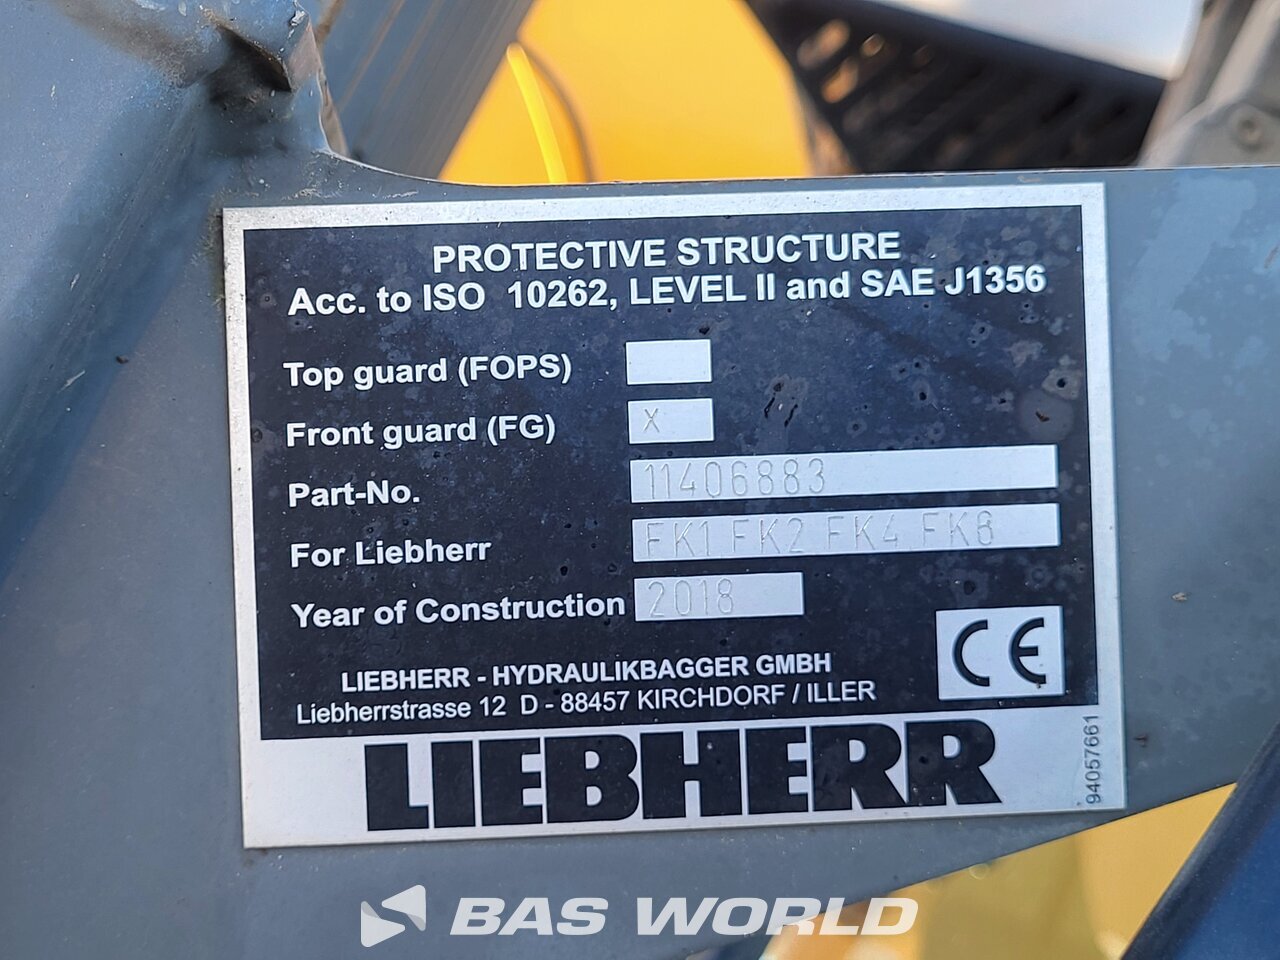 PROTECTIVE STRUCTURE
Acc. to ISO 10262, LEVEL II and SAE J1356
Top guard (FOPS)
Front guard (FG) X
Part-No. 11406883
For Liebherr FK1 FK2 FK4 FK6
Year of Construction 2018
CE
LIEBHERR - HYDRAULIKBAGGER GMBH
Liebherrstrasse 12 D - 88457 KIRCHDORF / ILLER
LIEBHERR
94057661
BAS WORLD